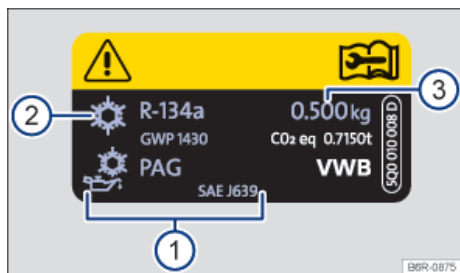 3
2
R-134a 0.500 kg
GWP 1430 CO₂ eq 0.7150t
PAG VWB
SAE J639
5Q0 010 008 D
1
B6R-0875